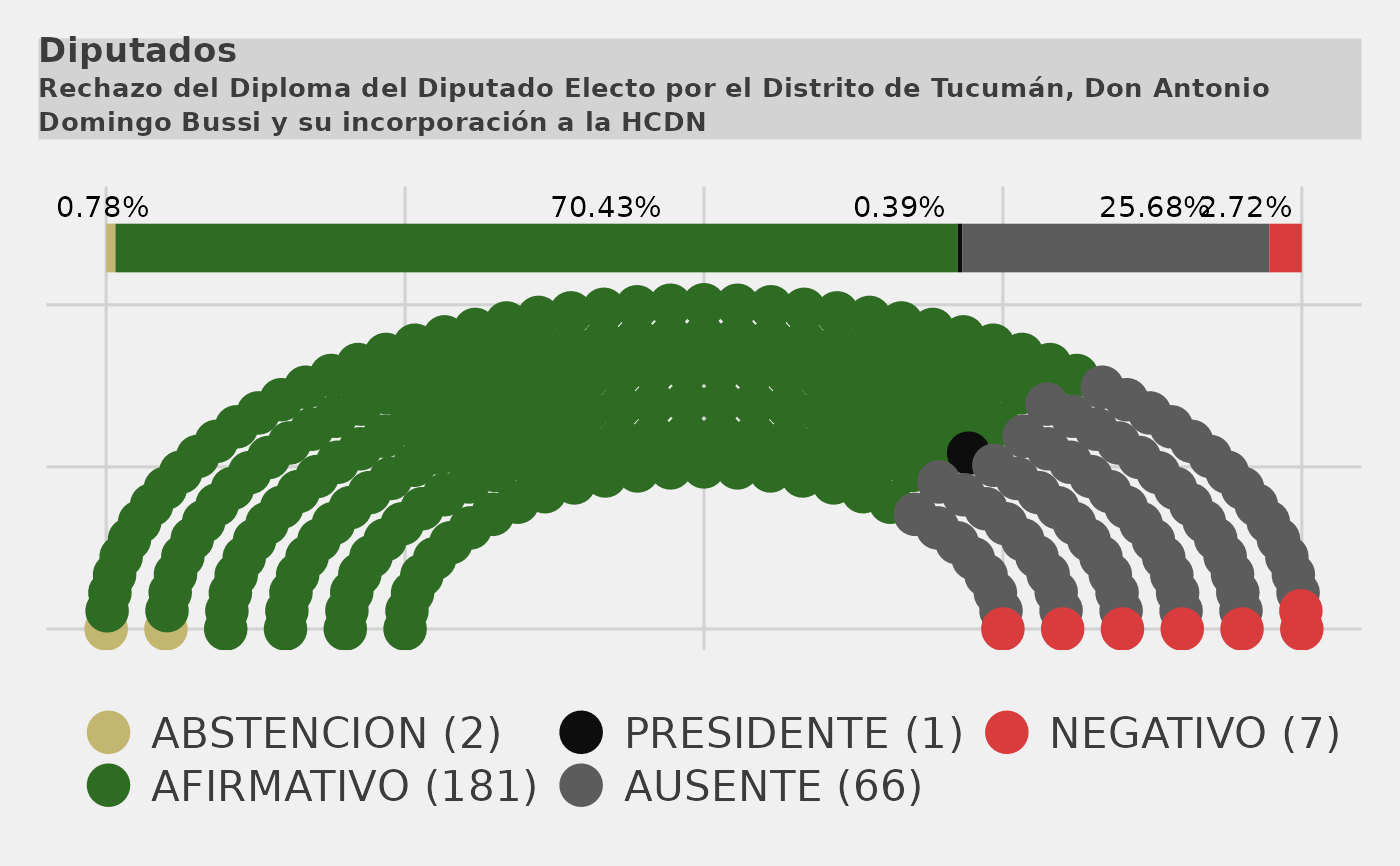 Diputados
Rechazo del Diploma del Diputado Electo por el Distrito de Tucumán, Don Antonio
Domingo Bussi y su incorporación a la HCDN
0.78% 70.43% 0.39% 25.68% 2.72%
ABSTENCION (2) PRESIDENTE (1) NEGATIVO (7)
AFIRMATIVO (181) AUSENTE (66)